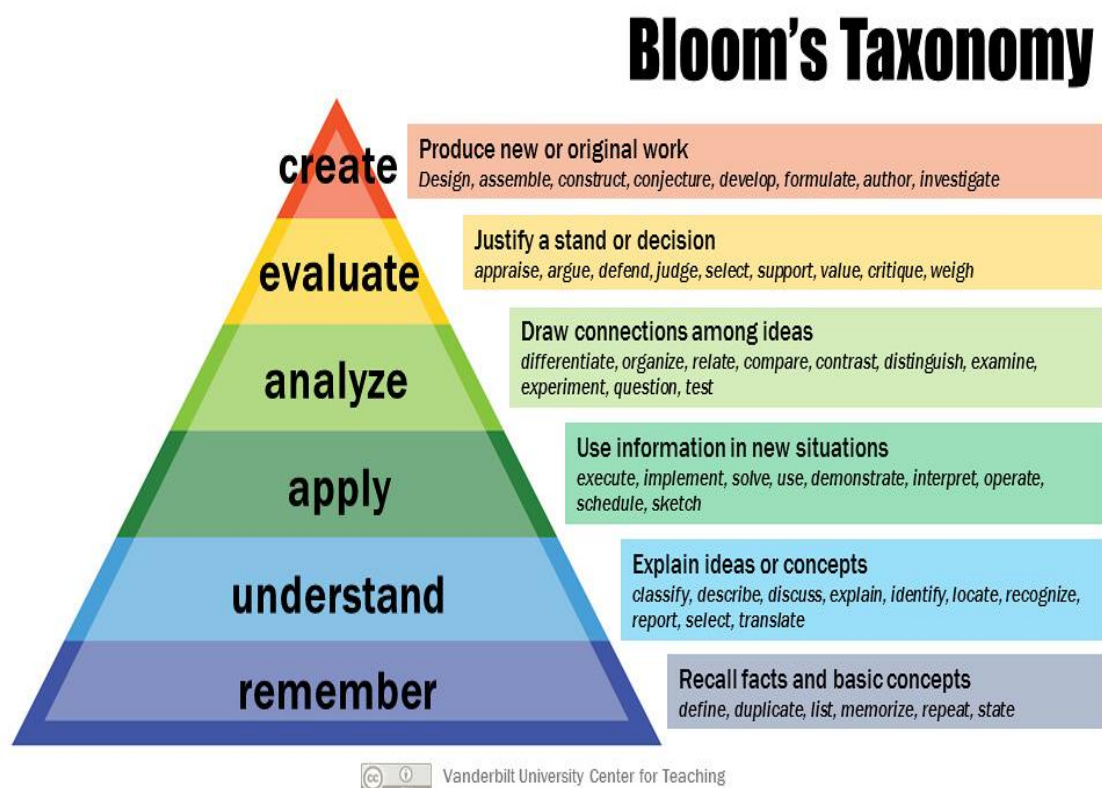 Bloom's Taxonomy
create
Produce new or original work
Design, assemble, construct, conjecture, develop, formulate, author, investigate
evaluate
Justify a stand or decision
appraise, argue, defend, judge, select, support, value, critique, weigh
analyze
Draw connections among ideas
differentiate, organize, relate, compare, contrast, distinguish, examine,
experiment, question, test
apply
Use information in new situations
execute, implement, solve, use, demonstrate, interpret, operate,
schedule, sketch
understand
Explain ideas or concepts
classify, describe, discuss, explain, identify, locate, recognize,
report, select, translate
remember
Recall facts and basic concepts
define, duplicate, list, memorize, repeat, state
cc Vanderbilt University Center for Teaching